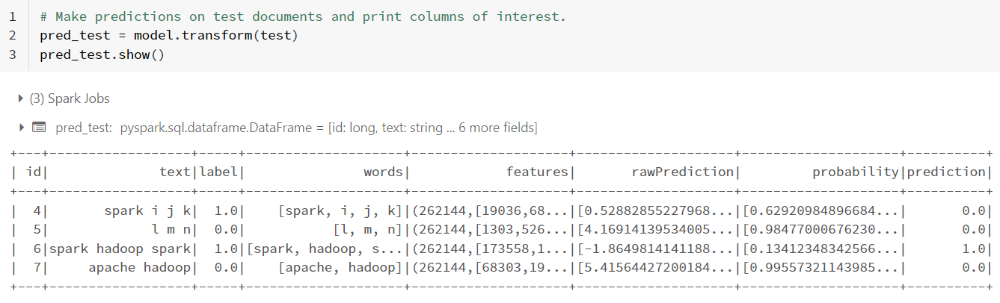 1 # Make predictions on test documents and print columns of interest.
2 pred_test = model.transform(test)
3 pred_test.show()
(3) Spark Jobs
pred_test: pyspark.sql.dataframe.DataFrame = [id: long, text: string ... 6 more fields]
+---+------------------+-----+--------------------+--------------------+--------------------+--------------------+----------+
| id|              text|label|               words|            features|       rawPrediction|         probability|prediction|
+---+------------------+-----+--------------------+--------------------+--------------------+--------------------+----------+
|  4|       spark i j k|  1.0|    [spark, i, j, k]|(262144,[19036,68...|[0.52882855227968...|[0.62920984896684...|       0.0|
|  5|             l m n|  0.0|           [l, m, n]|(262144,[1303,526...|[4.16914139534005...|[0.98477000676230...|       0.0|
|  6|spark hadoop spark|  1.0|[spark, hadoop, s...|(262144,[173558,1...|[-1.8649814141188...|[0.13412348342566...|       1.0|
|  7|     apache hadoop|  0.0|    [apache, hadoop]|(262144,[68303,19...|[5.41564427200184...|[0.99557321143985...|       0.0|
+---+------------------+-----+--------------------+--------------------+--------------------+--------------------+----------+